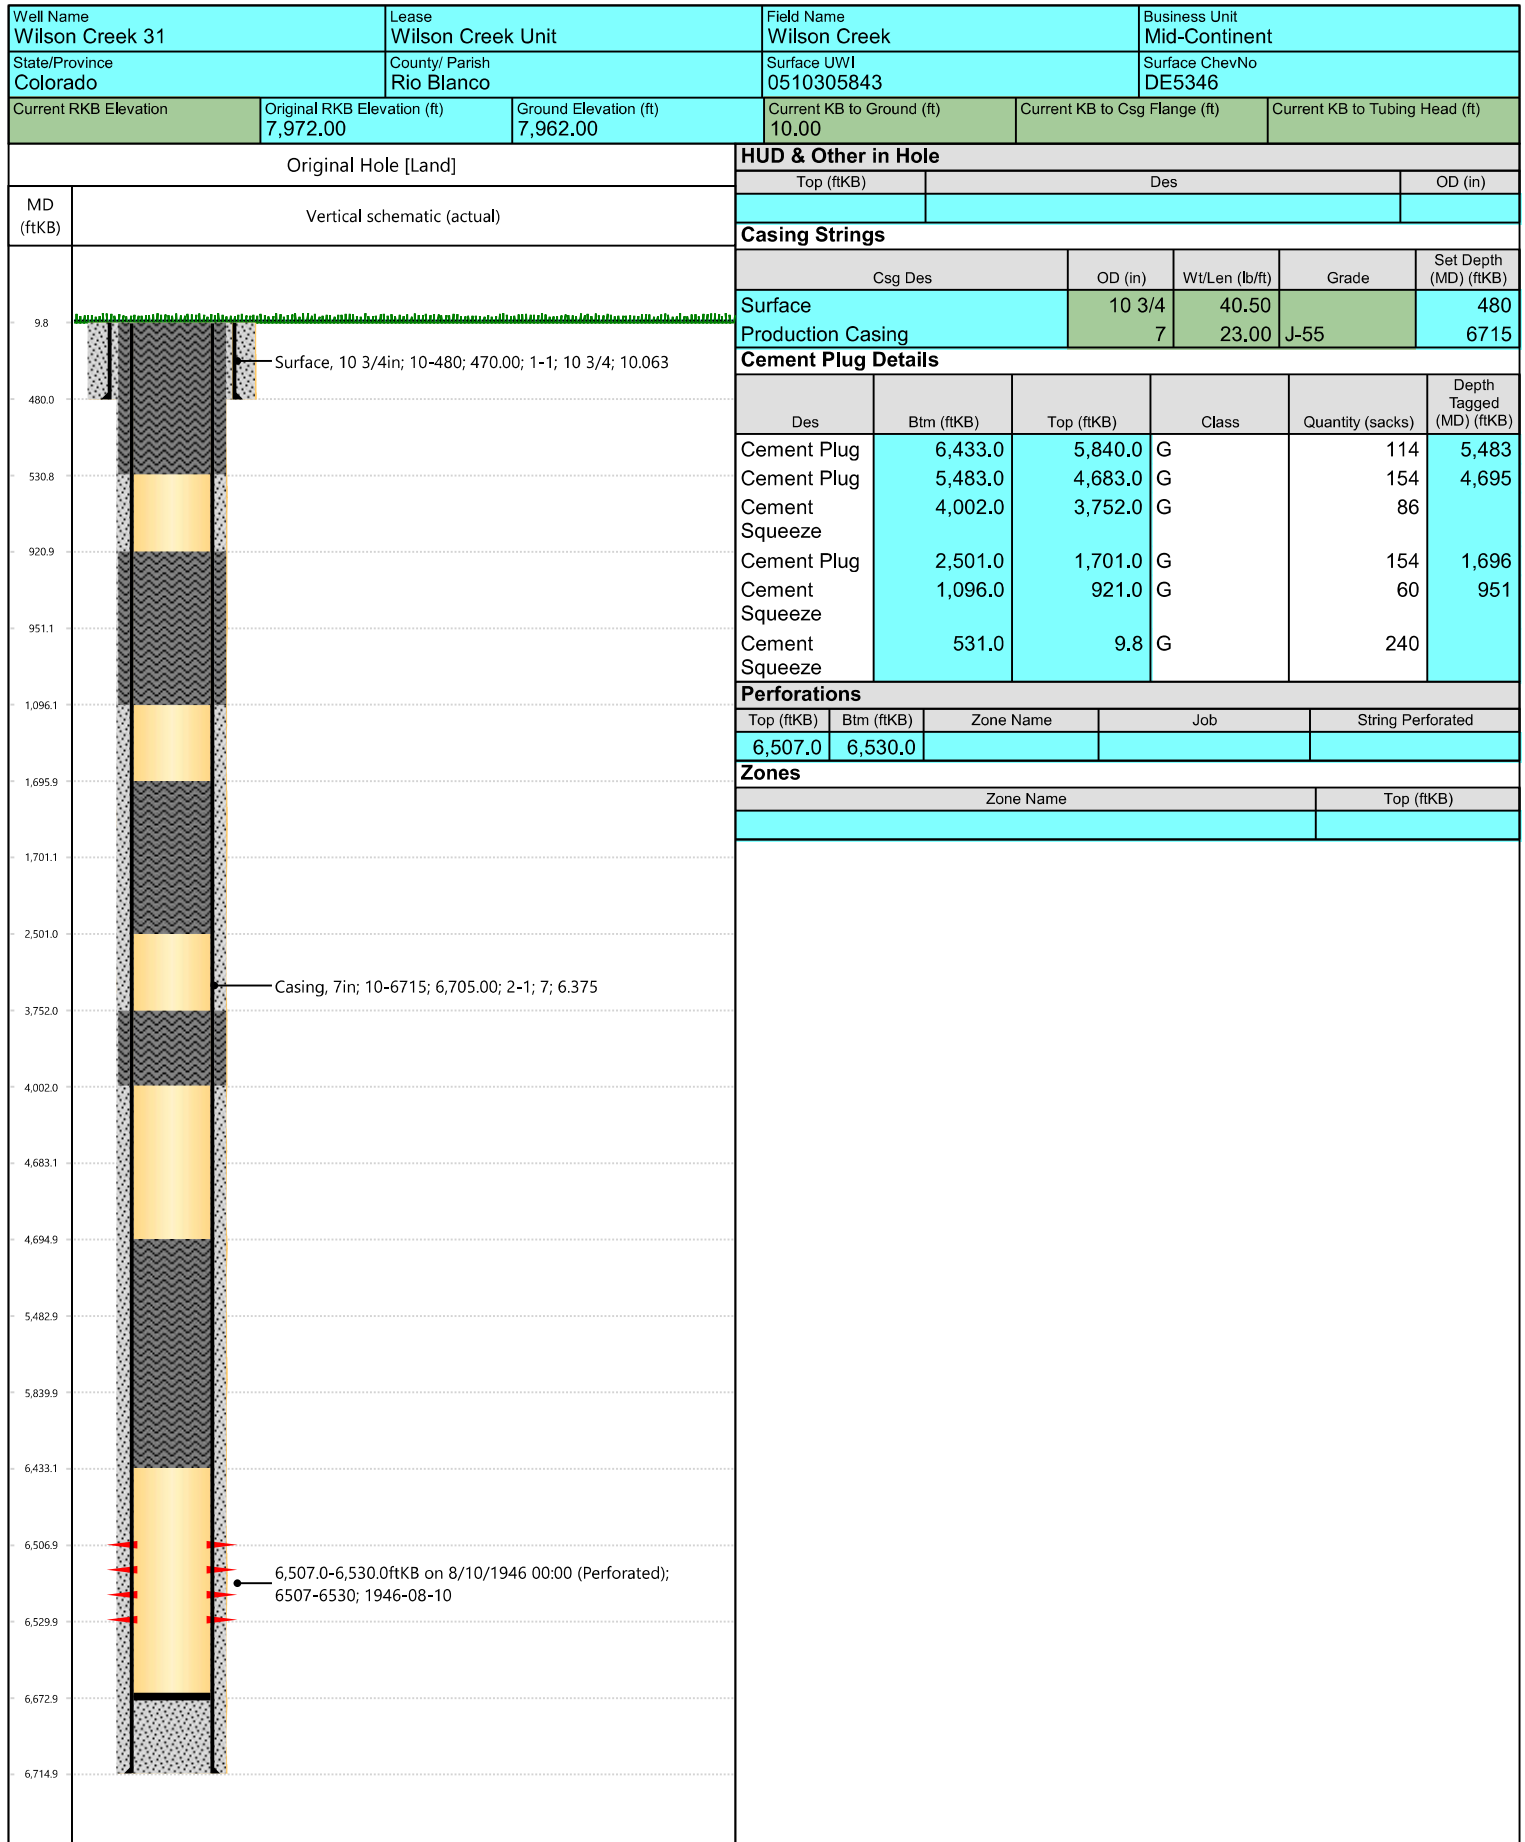 Well Name
Wilson Creek 31
Lease
Wilson Creek Unit
Field Name
Wilson Creek
Business Unit
Mid-Continent
State/Province
Colorado
County/ Parish
Rio Blanco
Surface UWI
0510305843
Surface ChevNo
DE5346
Current RKB Elevation
Original RKB Elevation (ft)
7,972.00
Ground Elevation (ft)
7,962.00
Current KB to Ground (ft)
10.00
Current KB to Csg Flange (ft)
Current KB to Tubing Head (ft)
Original Hole [Land]
MD
(ftKB)
Vertical schematic (actual)
9.8
480.0
530.8
920.9
951.1
1,096.1
1,695.9
1,701.1
2,501.0
3,752.0
4,002.0
4,683.1
4,694.9
5,482.9
5,839.9
6,433.1
6,506.9
6,529.9
6,672.9
6,714.9
Surface, 10 3/4in; 10-480; 470.00; 1-1; 10 3/4; 10.063
Casing, 7in; 10-6715; 6,705.00; 2-1; 7; 6.375
6,507.0-6,530.0ftKB on 8/10/1946 00:00 (Perforated);
6507-6530; 1946-08-10
HUD & Other in Hole
Top (ftKB) Des OD (in)
Casing Strings
Csg Des OD (in) Wt/Len (lb/ft) Grade Set Depth
(MD) (ftKB)
Surface 10 3/4 40.50 480
Production Casing 7 23.00 J-55 6715
Cement Plug Details
Des Btm (ftKB) Top (ftKB) Class Quantity (sacks) Depth
Tagged
(MD) (ftKB)
Cement Plug 6,433.0 5,840.0 G 114 5,483
Cement Plug 5,483.0 4,683.0 G 154 4,695
Cement 4,002.0 3,752.0 G 86
Squeeze
Cement Plug 2,501.0 1,701.0 G 154 1,696
Cement 1,096.0 921.0 G 60 951
Squeeze
Cement 531.0 9.8 G 240
Squeeze
Perforations
Top (ftKB) Btm (ftKB) Zone Name Job String Perforated
6,507.0 6,530.0
Zones
Zone Name Top (ftKB)